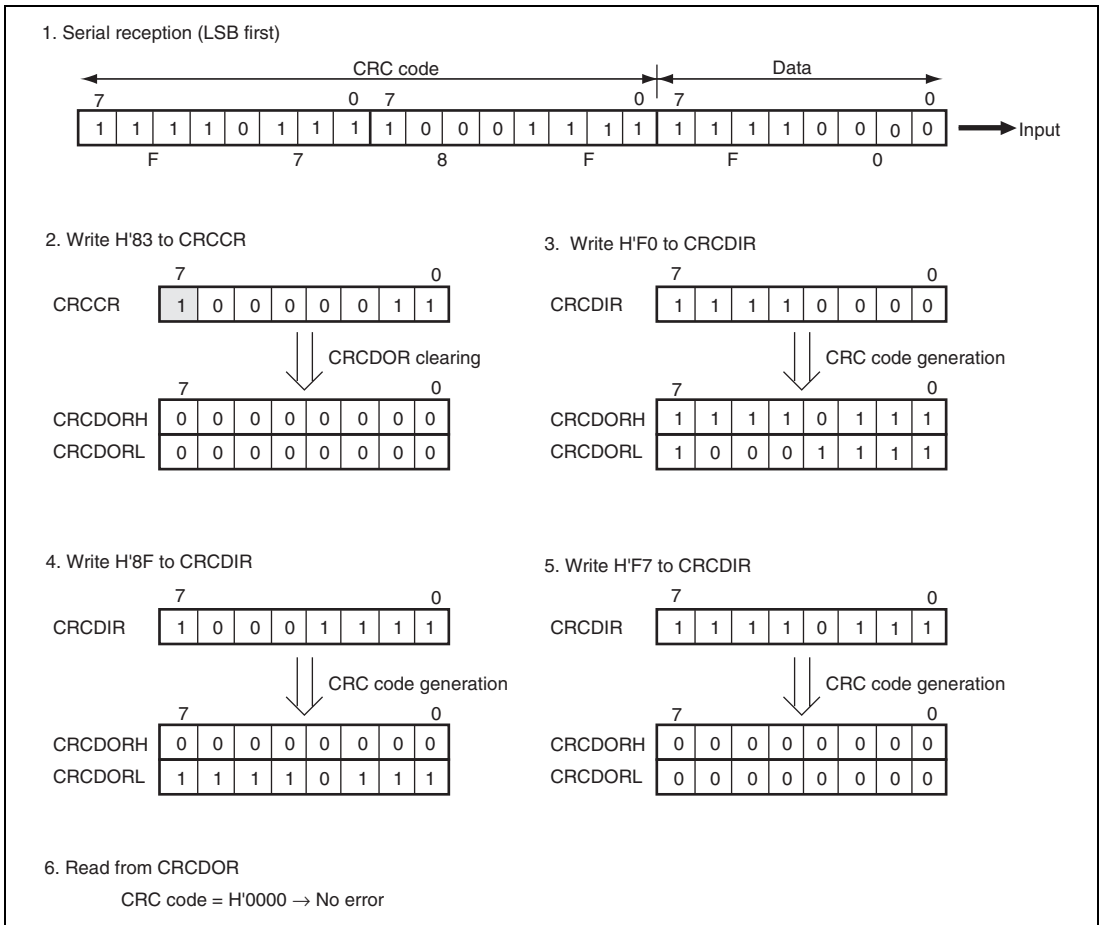 1. Serial reception (LSB first)
CRC code Data
7 0 7 0 7 0
1 1 1 1 0 1 1 1 1 0 0 0 1 1 1 1 1 1 1 1 0 0 0 0 Input
F 7 8 F F 0
2. Write H'83 to CRCCR
7 0
CRCCR 1 0 0 0 0 0 1 1
CRCDOR clearing
7 0
CRCDORH 0 0 0 0 0 0 0 0
CRCDORL 0 0 0 0 0 0 0 0
3. Write H'F0 to CRCDIR
7 0
CRCDIR 1 1 1 1 0 0 0 0
CRC code generation
7 0
CRCDORH 1 1 1 1 0 1 1 1
CRCDORL 1 0 0 0 1 1 1 1
4. Write H'8F to CRCDIR
7 0
CRCDIR 1 0 0 0 1 1 1 1
CRC code generation
7 0
CRCDORH 0 0 0 0 0 0 0 0
CRCDORL 1 1 1 1 0 1 1 1
5. Write H'F7 to CRCDIR
7 0
CRCDIR 1 1 1 1 0 1 1 1
CRC code generation
7 0
CRCDORH 0 0 0 0 0 0 0 0
CRCDORL 0 0 0 0 0 0 0 0
6. Read from CRCDOR
CRC code = H'0000 → No error